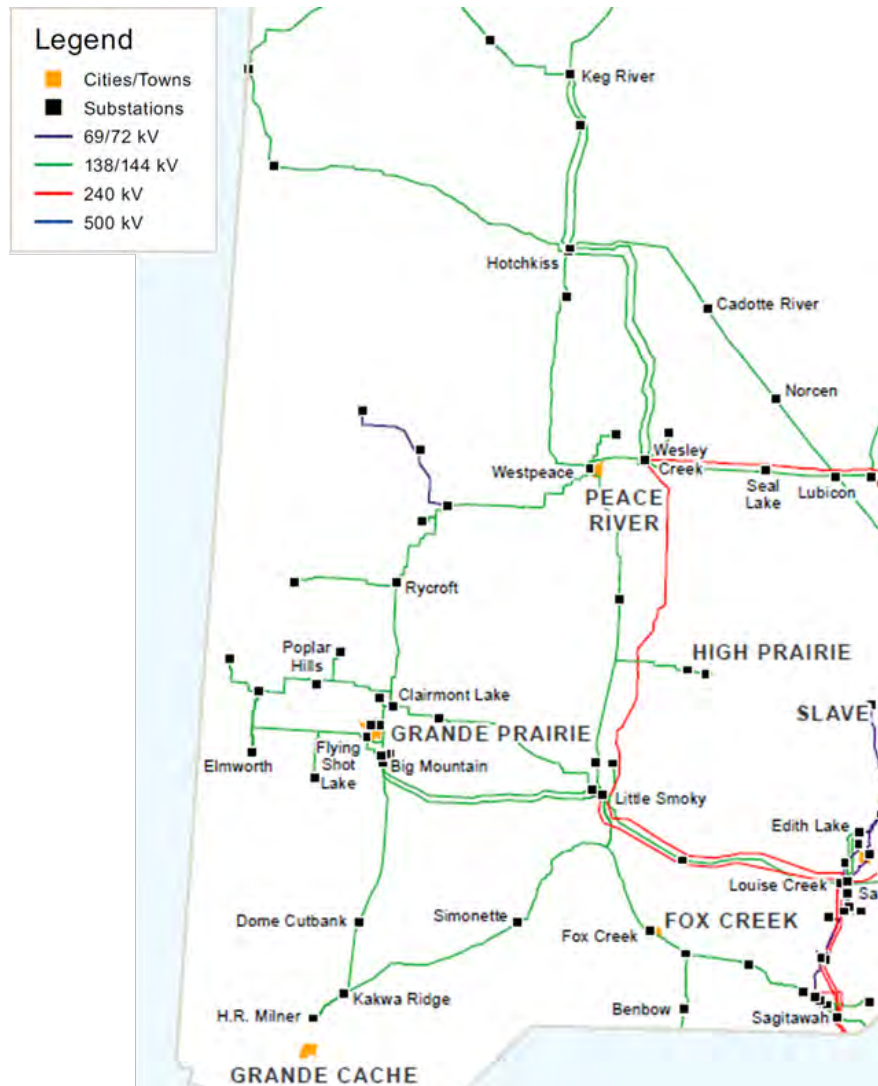 Legend
Cities/Towns
Substations
69/72 kV
138/144 kV
240 kV
500 kV
Keg River
Hotchkiss
Cadotte River
Norcen
Westpeace
Wesley
Creek
PEACE
RIVER
Seal
Lake
Lubicon
Rycroft
Poplar
Hills
HIGH PRAIRIE
Clairmont Lake
SLAVE
GRANDE PRAIRIE
Elmworth
Flying
Shot
Lake
Big Mountain
Little Smoky
Edith Lake
Louise Creek
Sa
Dome Cutbank
Simonette
FOX CREEK
Fox Creek
Kakwa Ridge
H.R. Milner
Benbow
Sagitawah
GRANDE CACHE